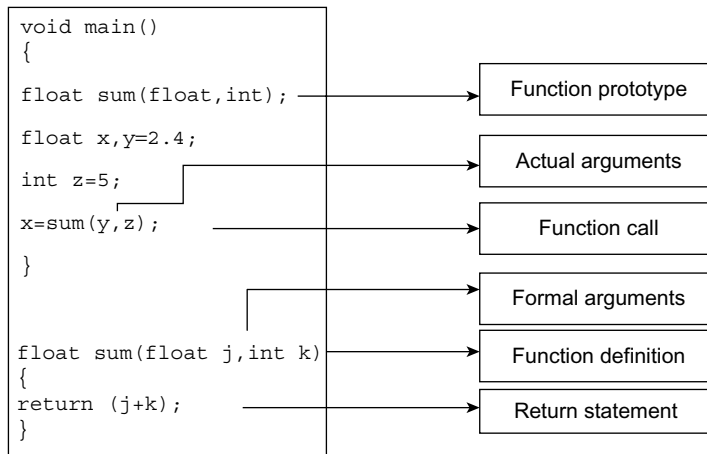 void main()
{
float sum(float,int);
Function prototype
float x,y=2.4;
Actual arguments
int z=5;
x=sum(y,z);
Function call
}
Formal arguments
float sum(float j,int k)
Function definition
{
return (j+k);
Return statement
}